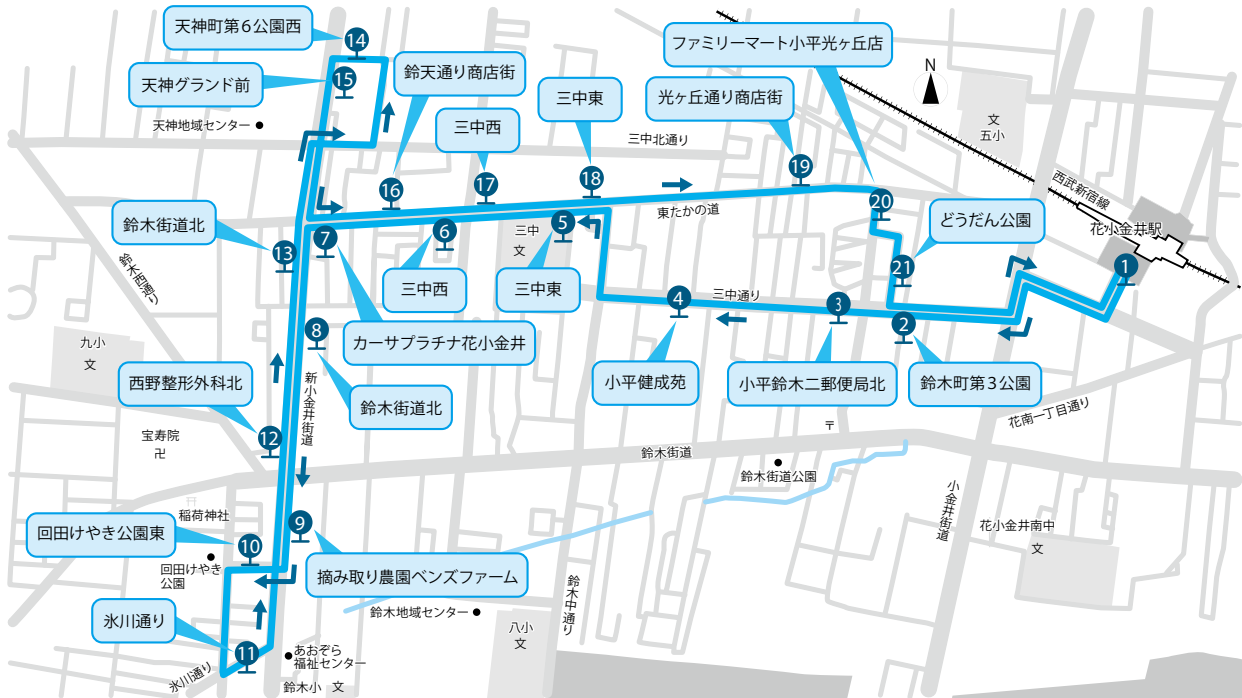 天神町第6公園西
14
天神グランド前
15
天神地域センター
鈴天通り商店街
16
三中西
17
三中東
18
ファミリーマート小平光ヶ丘店
光ヶ丘通り商店街
19
三中北通り
N
文
五小
西武新宿線
花小金井駅
1
20
どうだん公園
21
東たかの道
鈴木街道北
13
7
6
三中
文
5
鈴木西通り
三中西
三中東
4
三中通り
3
2
カーサプラチナ花小金井
8
九小
文
西野整形外科北
鈴木街道北
小平健成苑
小平鈴木二郵便局北
鈴木町第3公園
新小金井街道
12
宝寿院
卍
〒
花南一丁目通り
鈴木街道
鈴木街道公園
小金井街道
稲荷神社
回田けやき公園東
10
9
回田けやき
公園
摘み取り農園ベンズファーム
花小金井南中
文
氷川通り
11
鈴木地域センター
鈴木中通り
八小
文
あおぞら
福祉センター
氷川通り
鈴木小 文